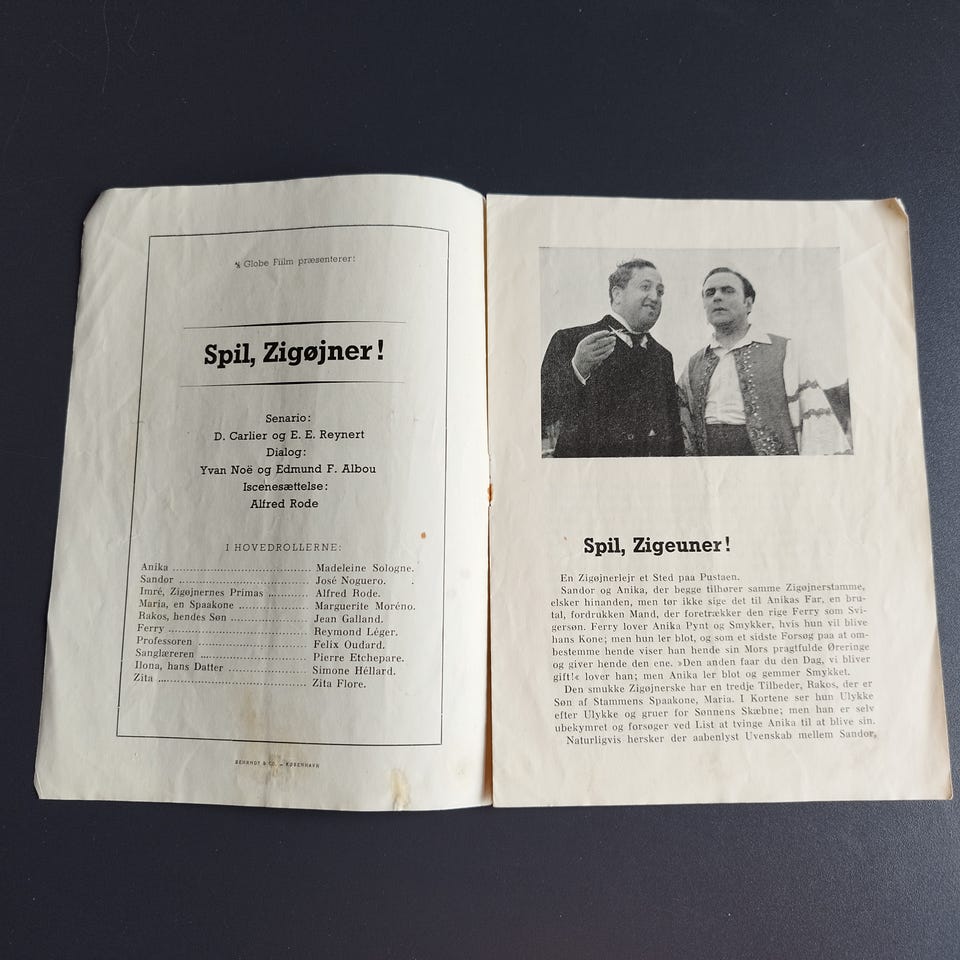 Globe Fiilm præsenterer:
Spil, Zigøjner!
Senario:
D. Carlier og E. E. Reynert
Dialog:
Yvan Noë og Edmund F. Albou
Iscenesættelse:
Alfred Rode
I HOVEDROLLERNE:
Anika ........................................ Madeleine Sologne.
Sandor ...................................... José Noguero.
Imré, Zigøjnernes Primas ........... Alfred Rode.
Maria, en Spaakone .................... Marguerite Moréno.
Rakos, hendes Søn ...................... Jean Galland.
Ferry ......................................... Reymond Léger.
Professoren ................................ Felix Oudard.
Sanglæreren ............................... Pierte Etchepare.
Ilona, hans Datter ...................... Simone Héllard.
Zita ........................................... Zita Flore.
BEHRNDT & CO. – KØBENHAVN
Spil, Zigeuner!
En Zigøjnerlejr et Sted paa Pustaen.
Sandor og Anika, der begge tilhører samme Zigøjnerstamme,
elsker hinanden, men tør ikke sige det til Anikas Far, en bru-
tal, fordrukken Mand, der foretrækker den rige Ferry som Svi-
gersøn. Ferry lover Anika Pynt og Smykker, hvis hun vil blive
hans Kone; men hun ler blot, og som et sidste Forsøg paa at om-
bestemme hende viser han hende sin Mors pragtfulde Øreringe
og giver hende den ene. »Den anden faar du den Dag, vi bliver
gift!« lover han; men Anika ler blot og gemmer Smykket.
Den smukke Zigøjnerske har en tredje Tilbeder, Rakos, der er
Søn af Stammens Spaakone, Maria. I Kortene ser hun Ulykke
efter Ulykke og gruer for Sønnens Skæbne; men han er selv
ubekymret og forsøger ved List at tvinge Anika til at blive sin.
Naturligvis hersker der aabenlyst Uvenskab mellem Sandor,